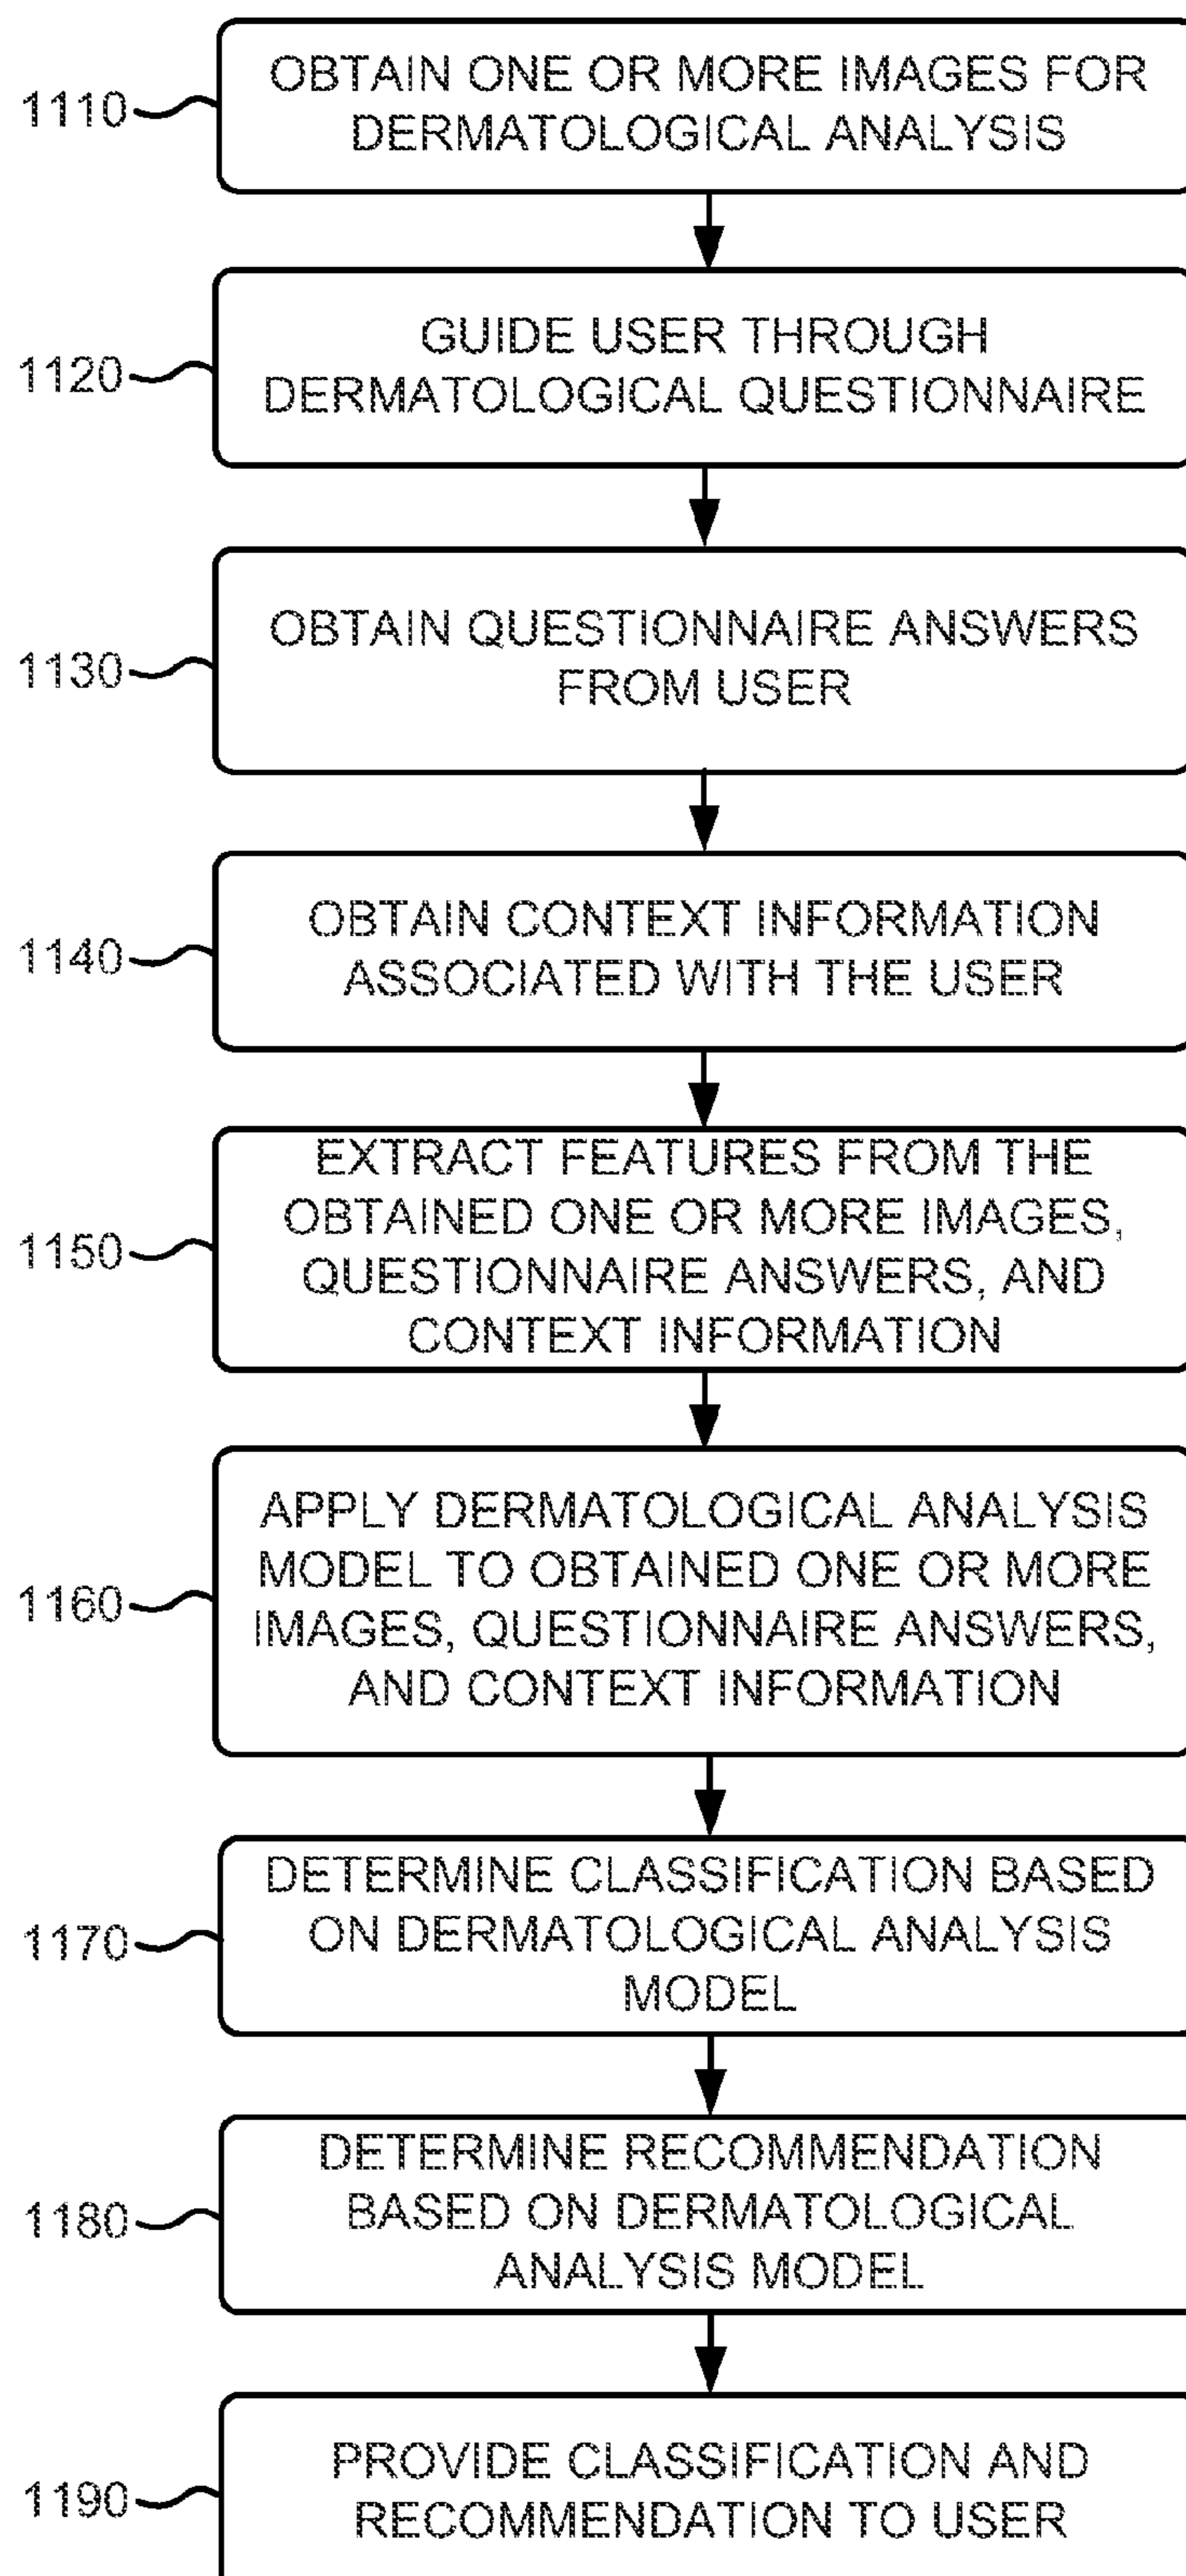 1110
OBTAIN ONE OR MORE IMAGES FOR
DERMATOLOGICAL ANALYSIS
1120
GUIDE USER THROUGH
DERMATOLOGICAL QUESTIONNAIRE
1130
OBTAIN QUESTIONNAIRE ANSWERS
FROM USER
1140
OBTAIN CONTEXT INFORMATION
ASSOCIATED WITH THE USER
1150
EXTRACT FEATURES FROM THE
OBTAINED ONE OR MORE IMAGES,
QUESTIONNAIRE ANSWERS, AND
CONTEXT INFORMATION
1160
APPLY DERMATOLOGICAL ANALYSIS
MODEL TO OBTAINED ONE OR MORE
IMAGES, QUESTIONNAIRE ANSWERS,
AND CONTEXT INFORMATION
1170
DETERMINE CLASSIFICATION BASED
ON DERMATOLOGICAL ANALYSIS
MODEL
1180
DETERMINE RECOMMENDATION
BASED ON DERMATOLOGICAL
ANALYSIS MODEL
1190
PROVIDE CLASSIFICATION AND
RECOMMENDATION TO USER